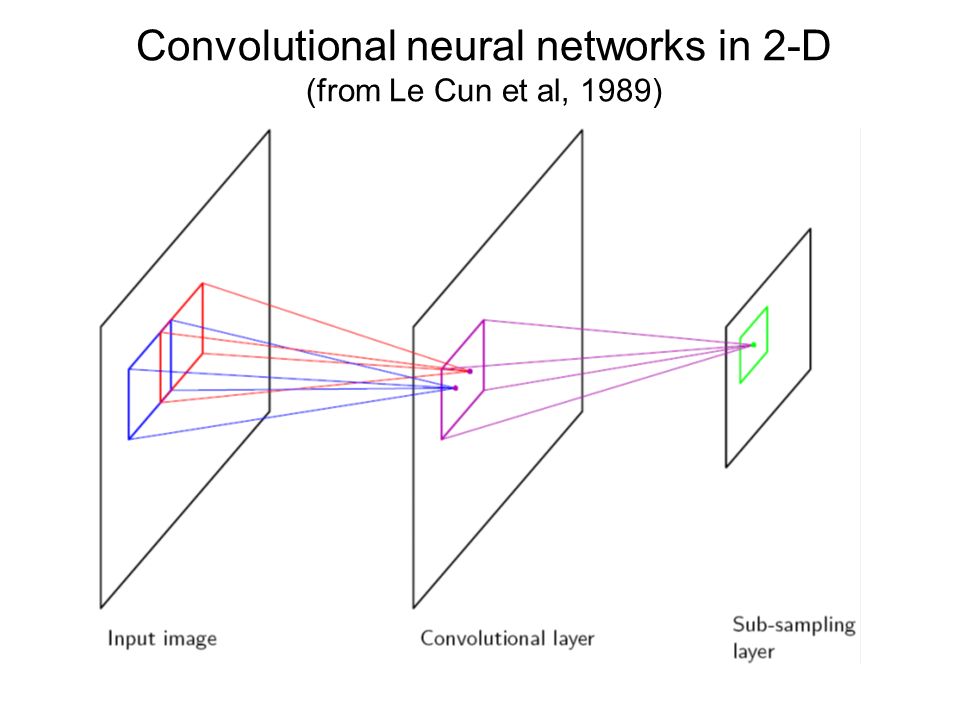 Convolutional neural networks in 2-D
(from Le Cun et al, 1989)
Input image
Convolutional layer
Sub-sampling
layer